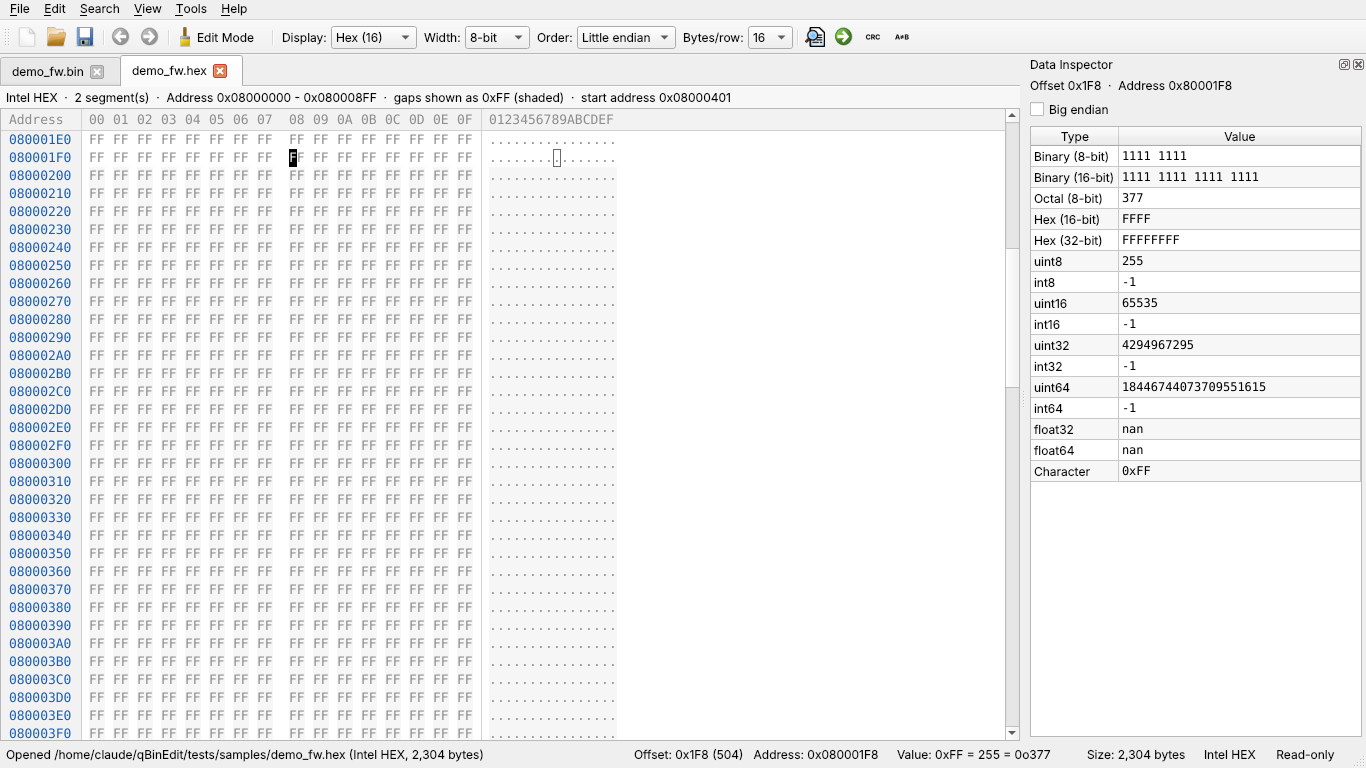 File Edit Search View Tools Help
Edit Mode Display: Hex (16) Width: 8-bit Order: Little endian Bytes/row: 16 CRC A≠B
demo_fw.bin demo_fw.hex
Intel HEX · 2 segment(s) · Address 0x08000000 - 0x080008FF · gaps shown as 0xFF (shaded) · start address 0x08000401
Address 00 01 02 03 04 05 06 07 08 09 0A 0B 0C 0D 0E 0F 0123456789ABCDEF
080001E0 FF FF FF FF FF FF FF FF FF FF FF FF FF FF FF FF ................
080001F0 FF FF FF FF FF FF FF FF FF FF FF FF FF FF FF FF ................
08000200 FF FF FF FF FF FF FF FF FF FF FF FF FF FF FF FF ................
08000210 FF FF FF FF FF FF FF FF FF FF FF FF FF FF FF FF ................
08000220 FF FF FF FF FF FF FF FF FF FF FF FF FF FF FF FF ................
08000230 FF FF FF FF FF FF FF FF FF FF FF FF FF FF FF FF ................
08000240 FF FF FF FF FF FF FF FF FF FF FF FF FF FF FF FF ................
08000250 FF FF FF FF FF FF FF FF FF FF FF FF FF FF FF FF ................
08000260 FF FF FF FF FF FF FF FF FF FF FF FF FF FF FF FF ................
08000270 FF FF FF FF FF FF FF FF FF FF FF FF FF FF FF FF ................
08000280 FF FF FF FF FF FF FF FF FF FF FF FF FF FF FF FF ................
08000290 FF FF FF FF FF FF FF FF FF FF FF FF FF FF FF FF ................
080002A0 FF FF FF FF FF FF FF FF FF FF FF FF FF FF FF FF ................
080002B0 FF FF FF FF FF FF FF FF FF FF FF FF FF FF FF FF ................
080002C0 FF FF FF FF FF FF FF FF FF FF FF FF FF FF FF FF ................
080002D0 FF FF FF FF FF FF FF FF FF FF FF FF FF FF FF FF ................
080002E0 FF FF FF FF FF FF FF FF FF FF FF FF FF FF FF FF ................
080002F0 FF FF FF FF FF FF FF FF FF FF FF FF FF FF FF FF ................
08000300 FF FF FF FF FF FF FF FF FF FF FF FF FF FF FF FF ................
08000310 FF FF FF FF FF FF FF FF FF FF FF FF FF FF FF FF ................
08000320 FF FF FF FF FF FF FF FF FF FF FF FF FF FF FF FF ................
08000330 FF FF FF FF FF FF FF FF FF FF FF FF FF FF FF FF ................
08000340 FF FF FF FF FF FF FF FF FF FF FF FF FF FF FF FF ................
08000350 FF FF FF FF FF FF FF FF FF FF FF FF FF FF FF FF ................
08000360 FF FF FF FF FF FF FF FF FF FF FF FF FF FF FF FF ................
08000370 FF FF FF FF FF FF FF FF FF FF FF FF FF FF FF FF ................
08000380 FF FF FF FF FF FF FF FF FF FF FF FF FF FF FF FF ................
08000390 FF FF FF FF FF FF FF FF FF FF FF FF FF FF FF FF ................
080003A0 FF FF FF FF FF FF FF FF FF FF FF FF FF FF FF FF ................
080003B0 FF FF FF FF FF FF FF FF FF FF FF FF FF FF FF FF ................
080003C0 FF FF FF FF FF FF FF FF FF FF FF FF FF FF FF FF ................
080003D0 FF FF FF FF FF FF FF FF FF FF FF FF FF FF FF FF ................
080003E0 FF FF FF FF FF FF FF FF FF FF FF FF FF FF FF FF ................
080003F0 FF FF FF FF FF FF FF FF FF FF FF FF FF FF FF FF ................
Data Inspector
Offset 0x1F8 · Address 0x80001F8
Big endian
Type Value
Binary (8-bit) 1111 1111
Binary (16-bit) 1111 1111 1111 1111
Octal (8-bit) 377
Hex (16-bit) FFFF
Hex (32-bit) FFFFFFFF
uint8 255
int8 -1
uint16 65535
int16 -1
uint32 4294967295
int32 -1
uint64 18446744073709551615
int64 -1
float32 nan
float64 nan
Character 0xFF
Opened /home/claude/qBinEdit/tests/samples/demo_fw.hex (Intel HEX, 2,304 bytes) Offset: 0x1F8 (504) Address: 0x080001F8 Value: 0xFF = 255 = 0o377 Size: 2,304 bytes Intel HEX Read-only